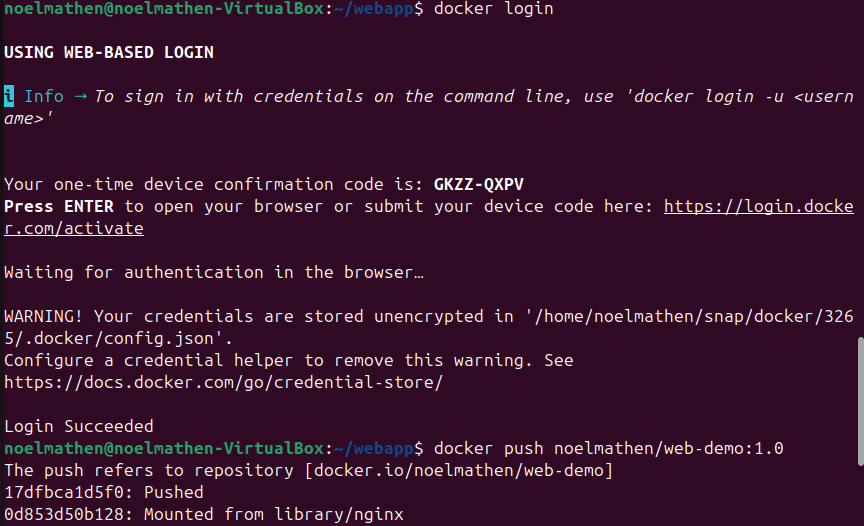 noelmathen@noelmathen-VirtualBox:~/webapp$ docker login
USING WEB-BASED LOGIN
i Info → To sign in with credentials on the command line, use 'docker login -u <usern
ame>'
Your one-time device confirmation code is: GKZZ-QXPV
Press ENTER to open your browser or submit your device code here: https://login.docke
r.com/activate
Waiting for authentication in the browser…
WARNING! Your credentials are stored unencrypted in '/home/noelmathen/snap/docker/326
5/.docker/config.json'.
Configure a credential helper to remove this warning. See
https://docs.docker.com/go/credential-store/
Login Succeeded
noelmathen@noelmathen-VirtualBox:~/webapp$ docker push noelmathen/web-demo:1.0
The push refers to repository [docker.io/noelmathen/web-demo]
17dfbca1d5f0: Pushed
0d853d50b128: Mounted from library/nginx